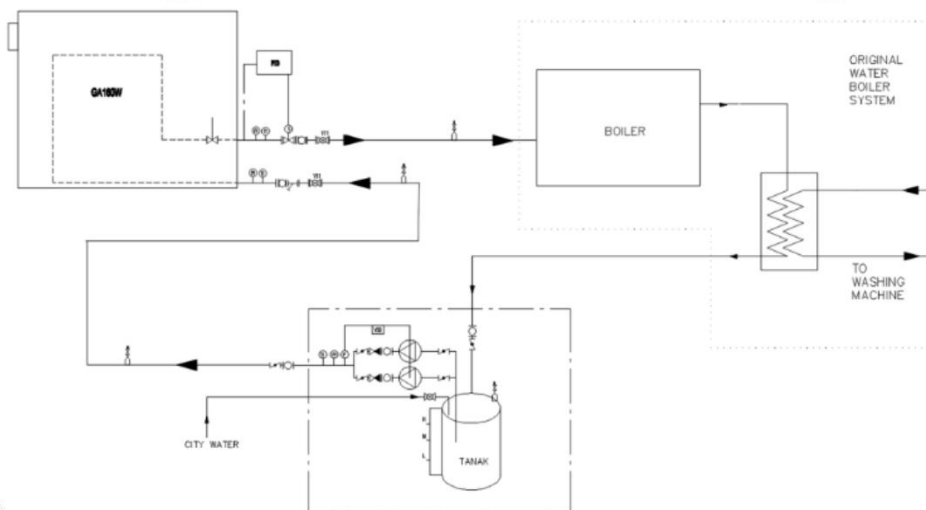 GA160W
BOILER
ORIGINAL
WATER
BOILER
SYSTEM
TO
WASHING
MACHINE
CITY WATER
H
M
L
TANAK